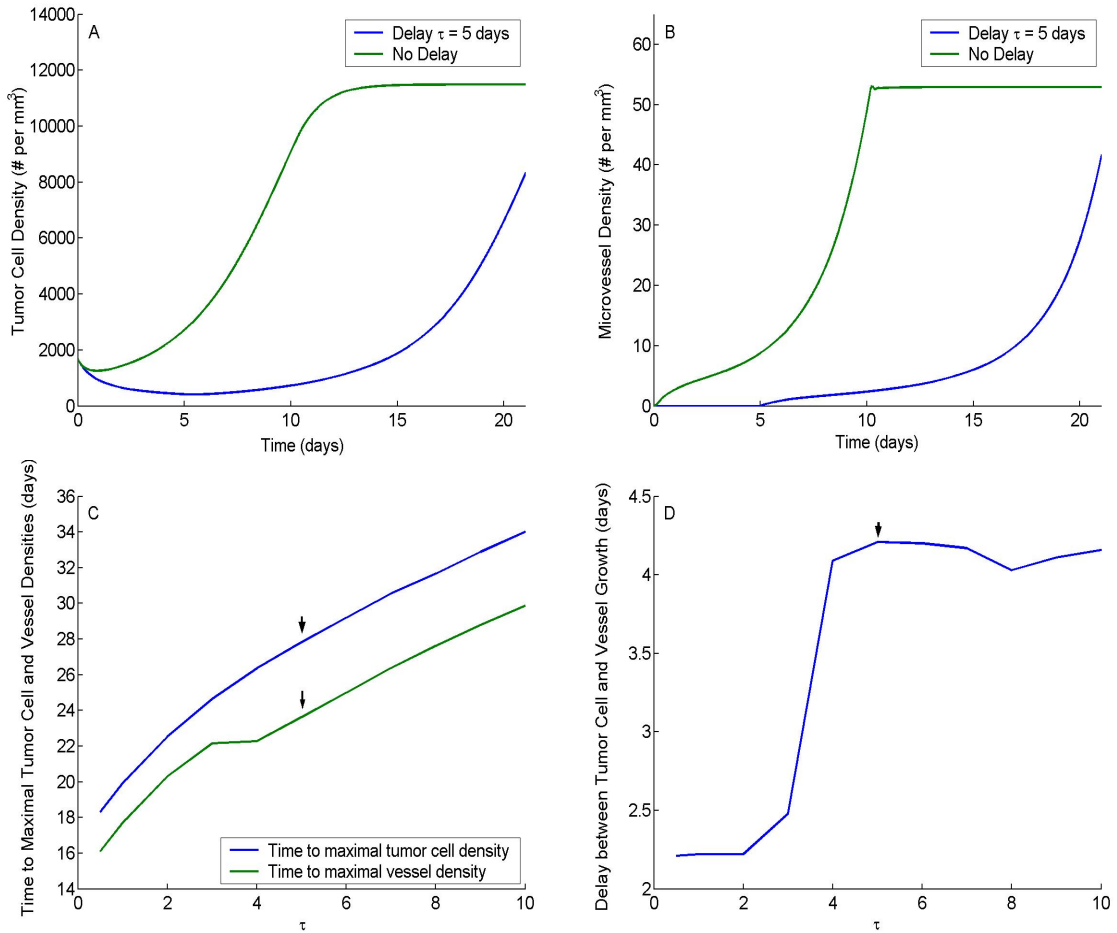 A
Delay τ = 5 days
No Delay
Tumor Cell Density (# per mm³)
14000
12000
10000
8000
6000
4000
2000
0
0 5 10 15 20
Time (days)
B
Delay τ = 5 days
No Delay
Microvessel Density (# per mm³)
60
50
40
30
20
10
0
0 5 10 15 20
Time (days)
C
Time to Maximal Tumor Cell and Vessel Densities (days)
36
34
32
30
28
26
24
22
20
18
16
14
Time to maximal tumor cell density
Time to maximal vessel density
0 2 4 6 8 10
τ
D
Delay between Tumor Cell and Vessel Growth (days)
4.5
4
3.5
3
2.5
2
0 2 4 6 8 10
τ